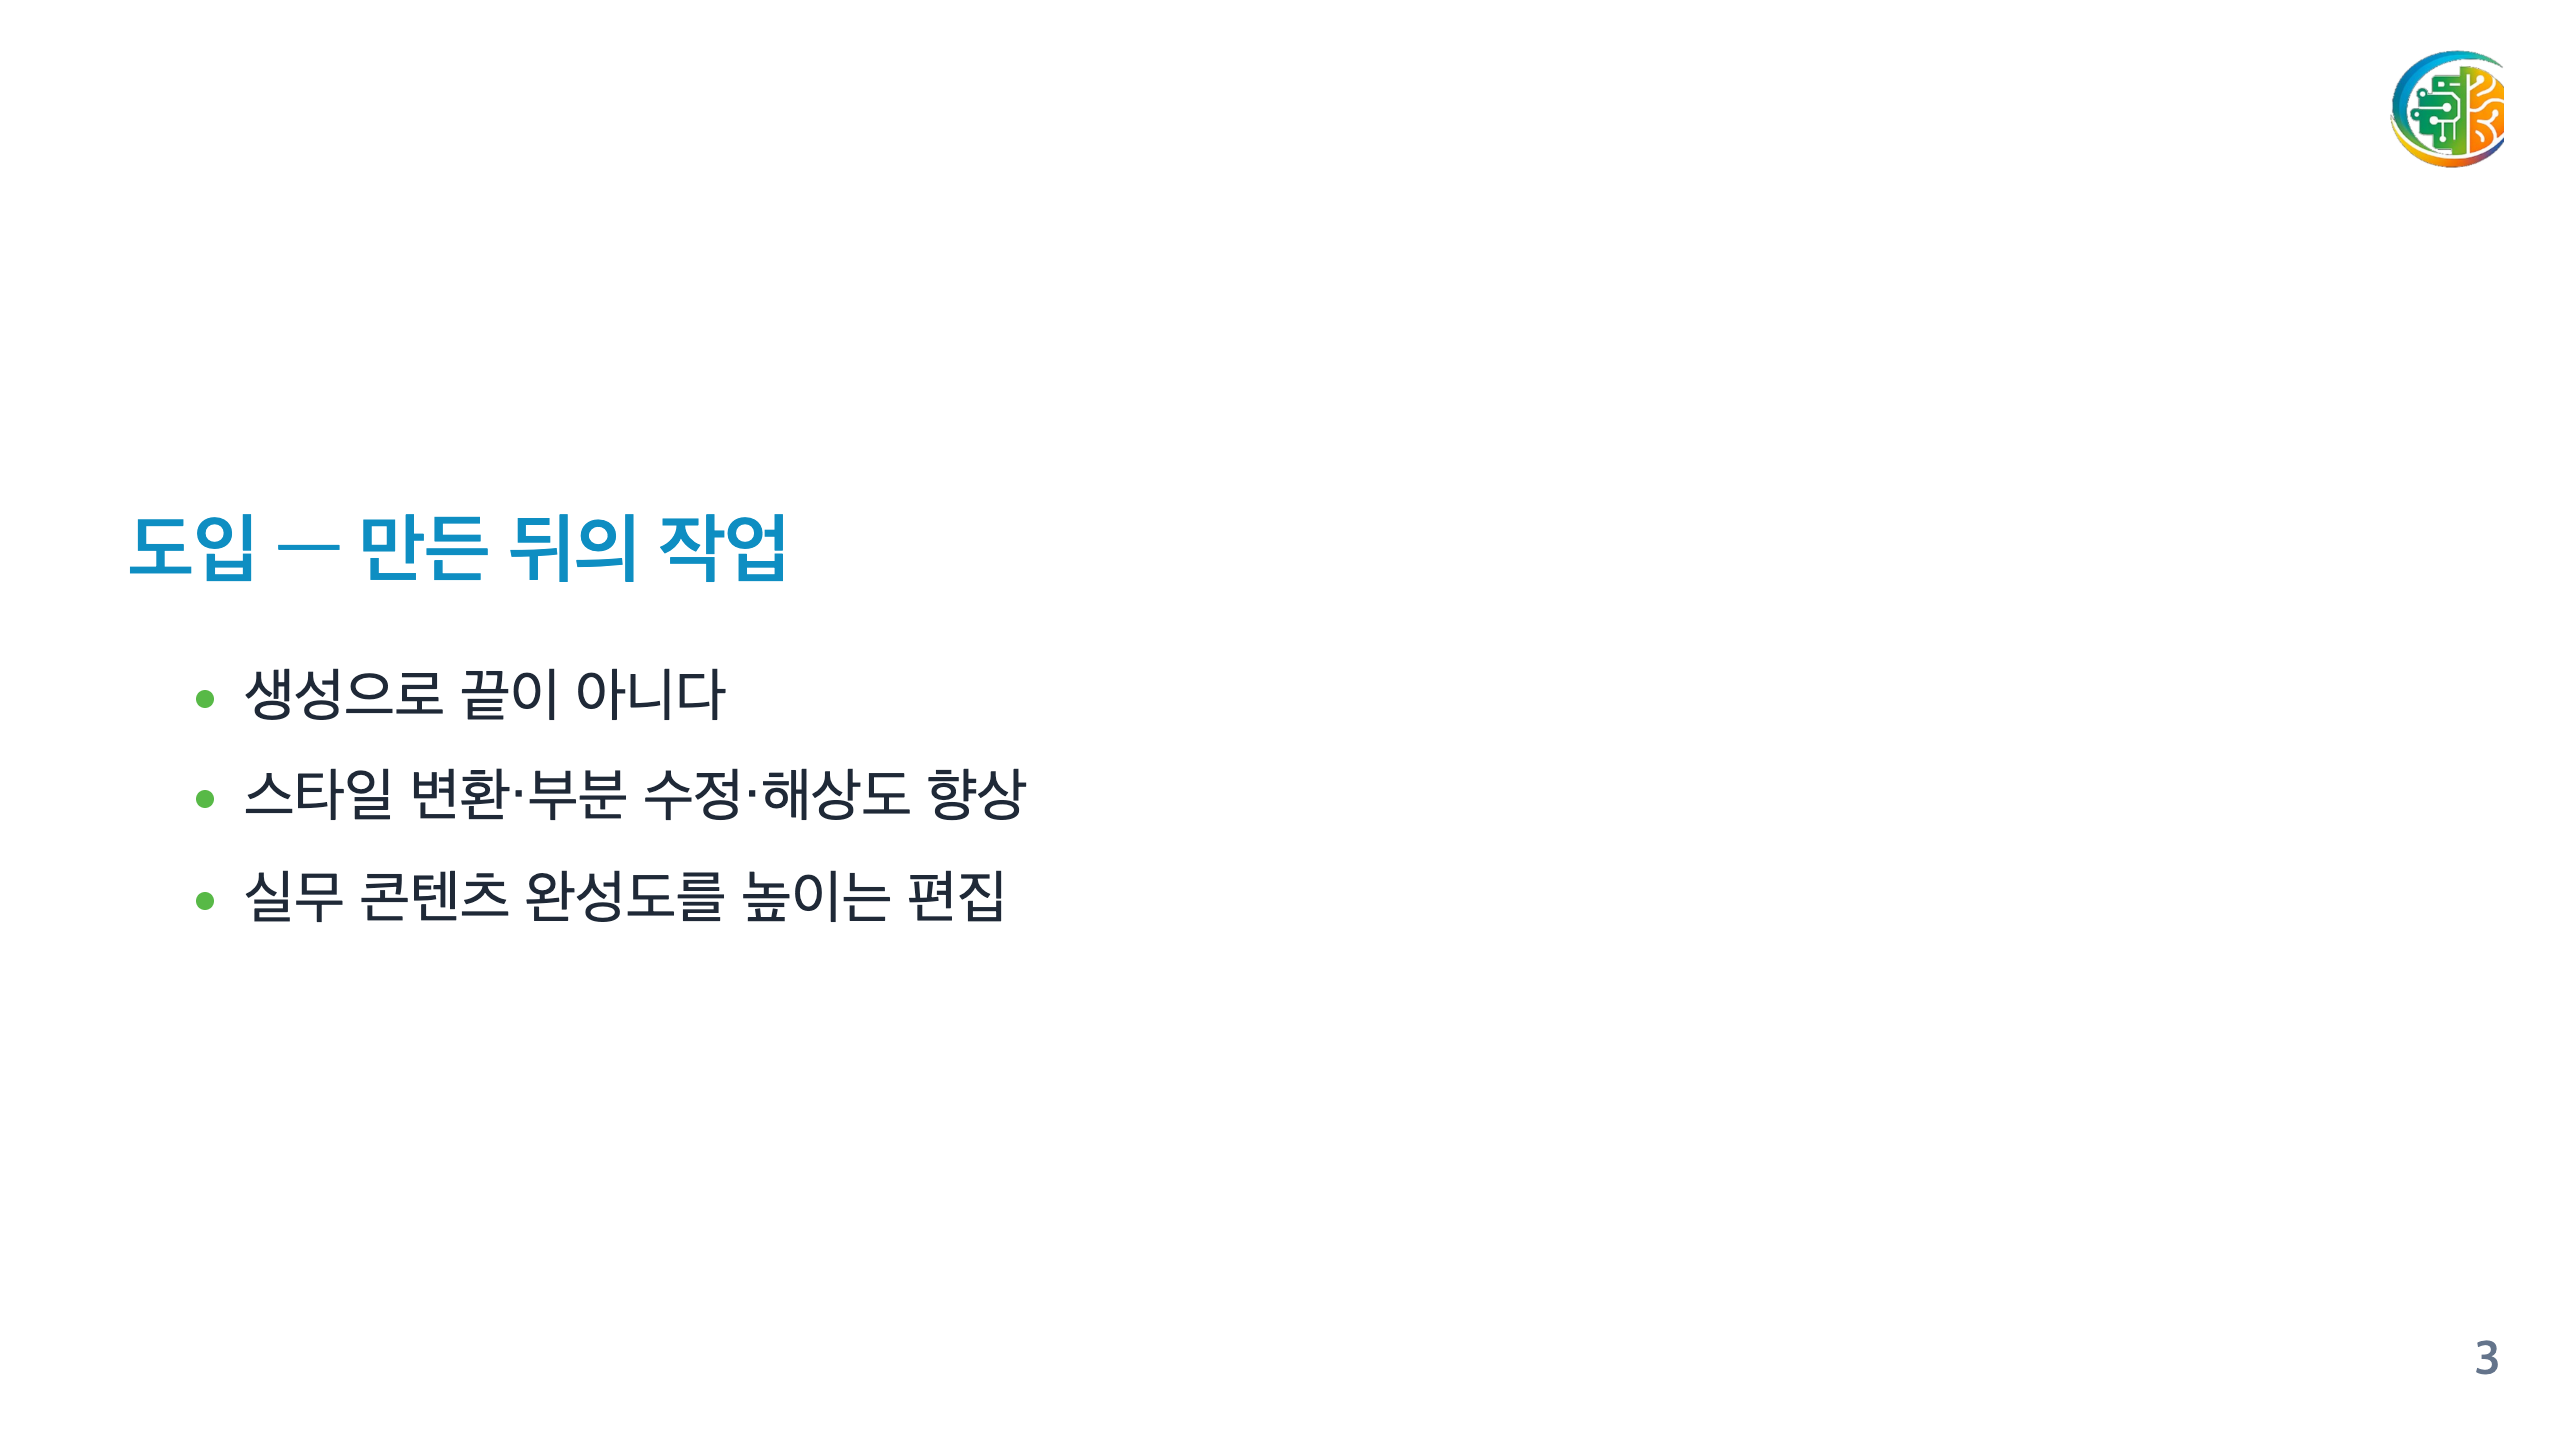 도입 — 만든 뒤의 작업
• 생성으로 끝이 아니다
• 스타일 변환·부분 수정·해상도 향상
• 실무 콘텐츠 완성도를 높이는 편집
3